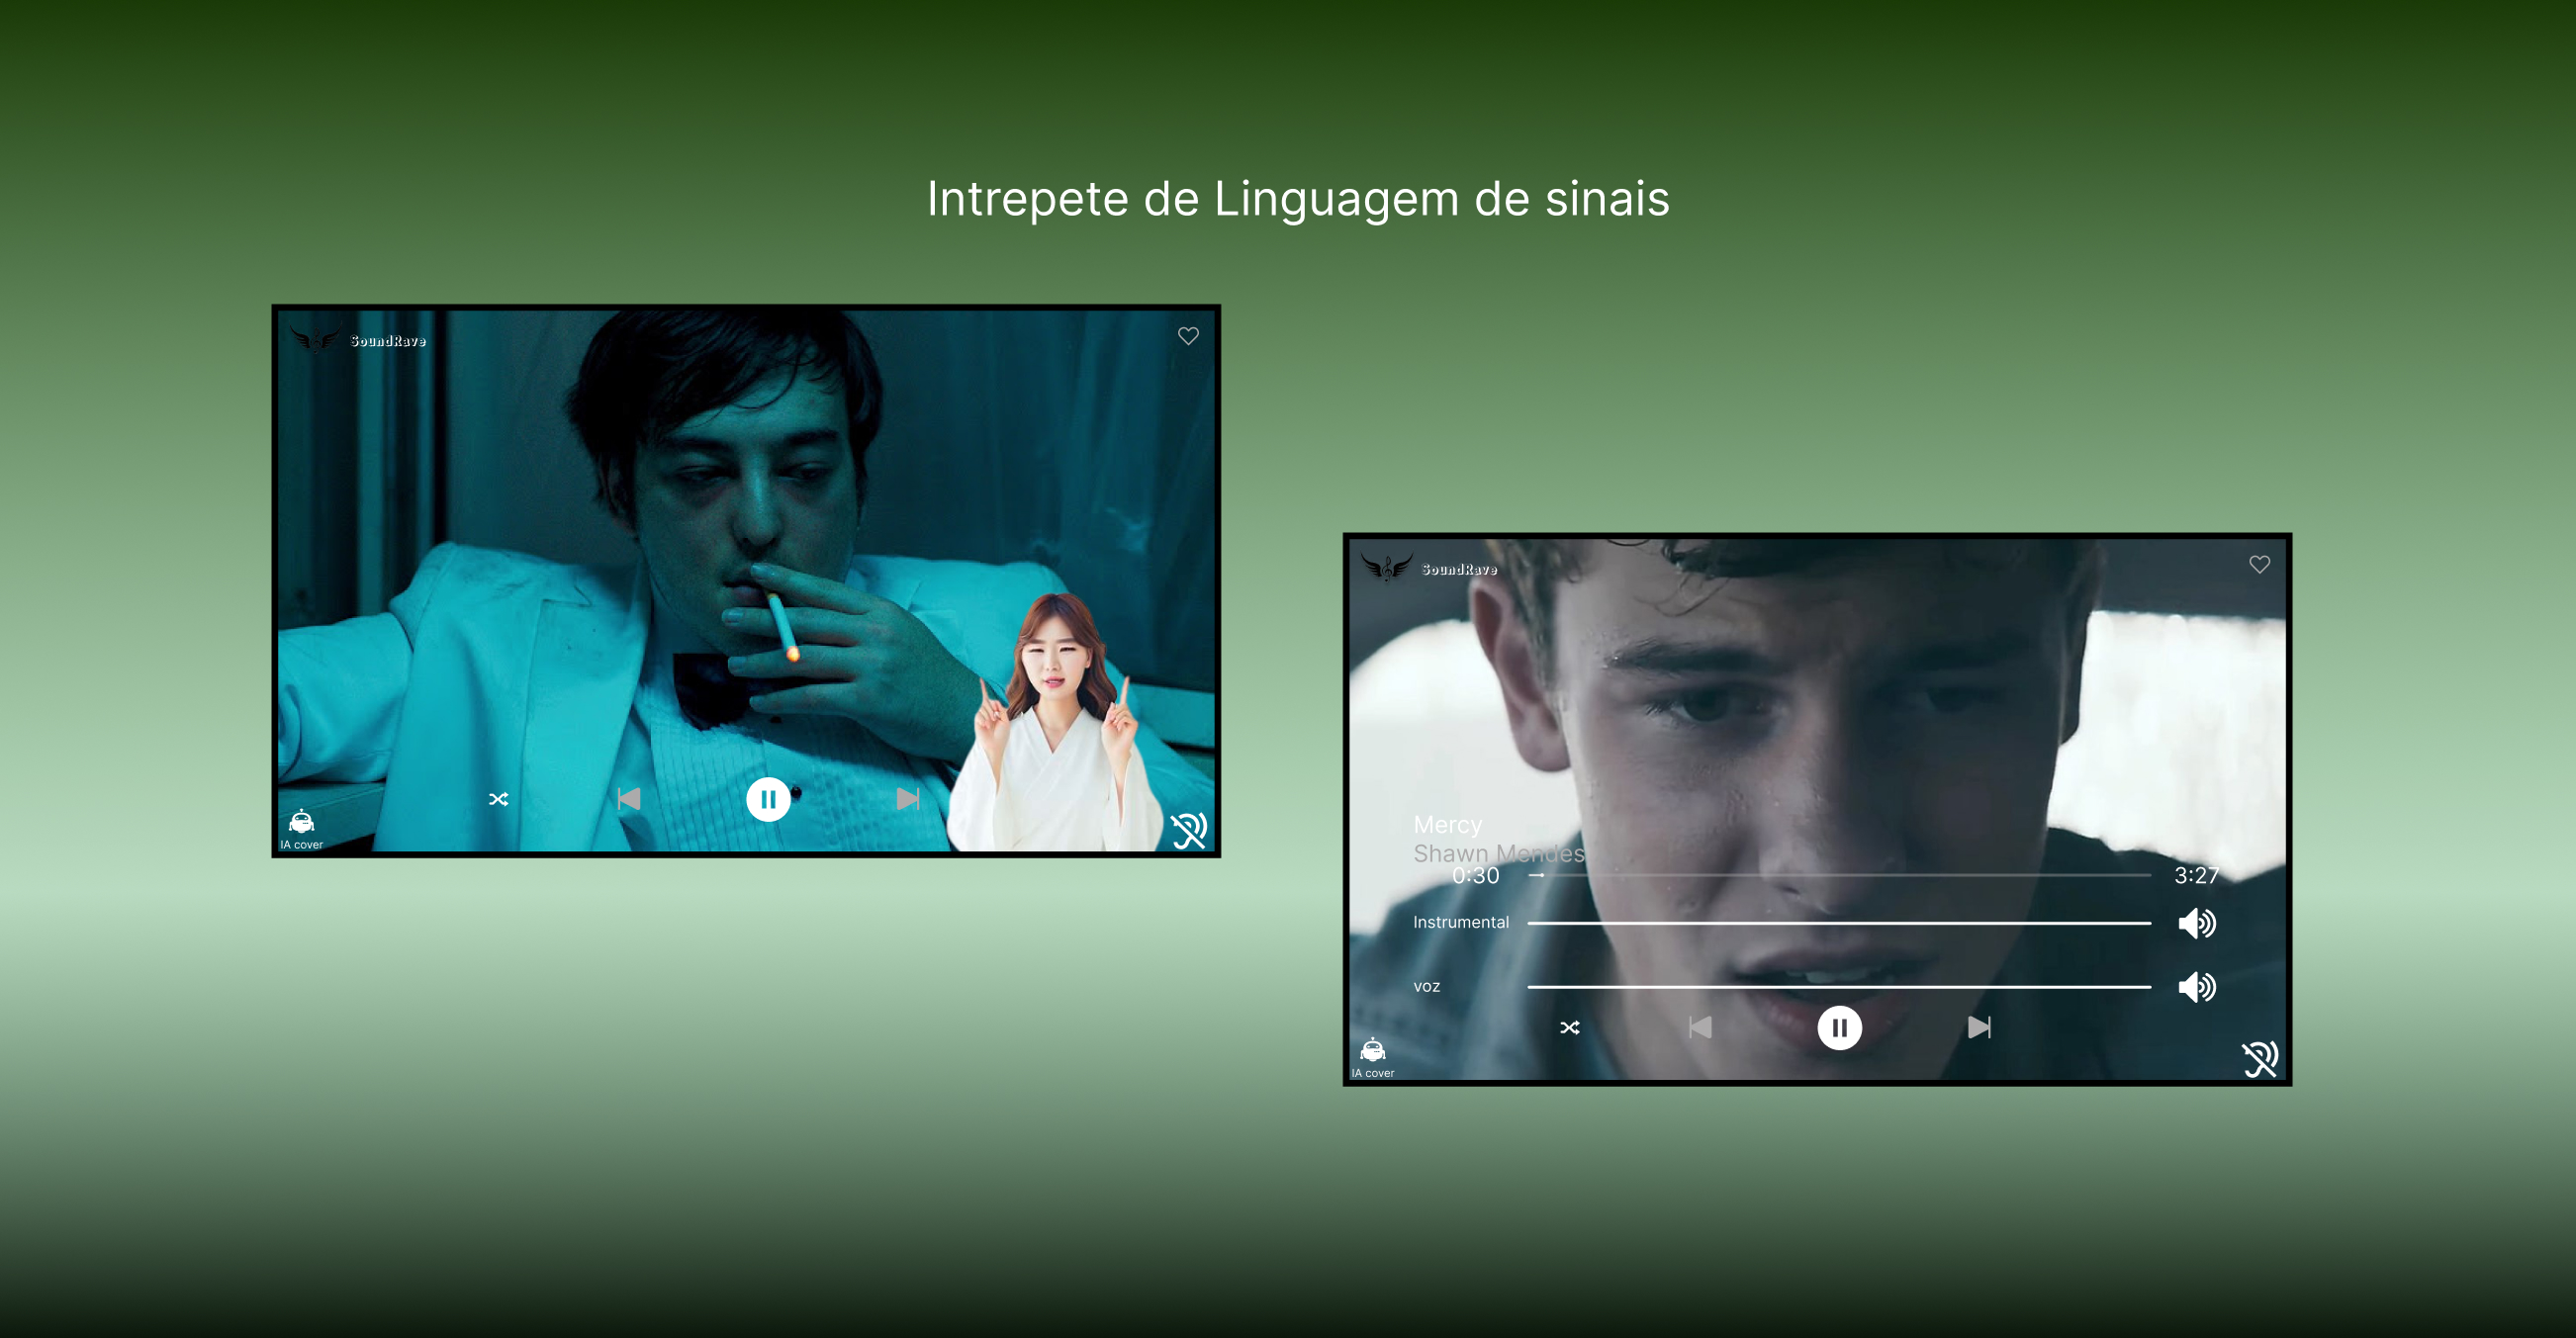 Intrepete de Linguagem de sinais
SoundRave
IA cover
SoundRave
Mercy
Shawn Mendes
0:30
3:27
Instrumental
voz
IA cover